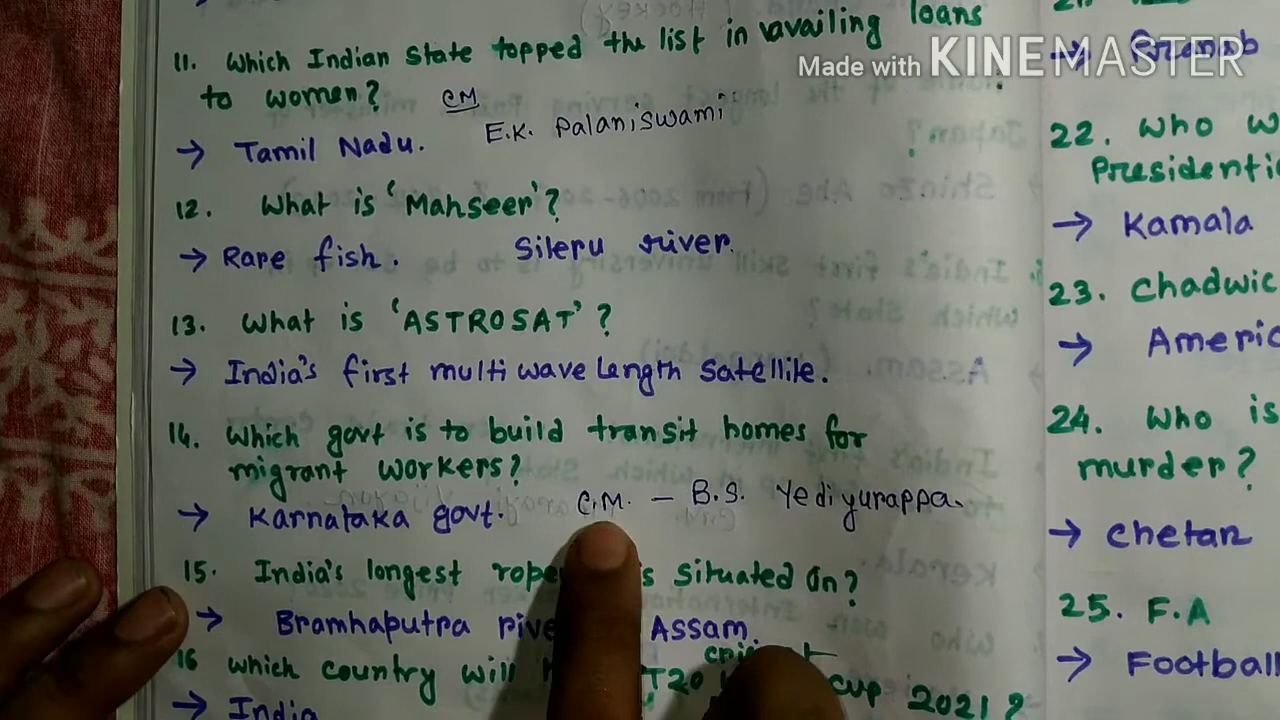 11. Which Indian state topped the list in availing loans
to women?
CM
E.K. Palaniswami
→ Tamil Nadu.
12. What is 'Mahseer'?
→ Rare fish. Sileru river.
13. What is 'ASTROSAT'?
→ India's first multi wave length Satellite.
14. Which govt is to build transit homes for
migrant workers?
→ Karnataka govt. C.M. – B.S. Yediyurappa.
15. India's longest rope is situated on?
→ Bramhaputra Assam.
16 which country will T20 cup 2021?
→ India
Made with KINEMASTER
→ Pranab
22. Who
Presidenti
→ Kamala
23. Chadwic
→ Americ
24. Who is
murder?
→ Chetan
25. F.A
→ Football